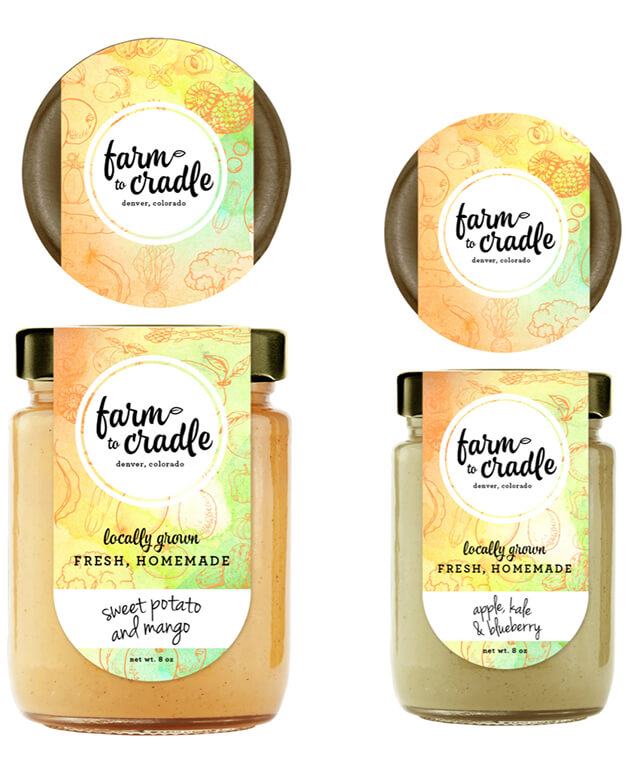 farm
to cradle
denver, colorado
farm
to cradle
denver, colorado
farm
to cradle
denver, colorado
locally grown
FRESH, HOMEMADE
sweet potato
and mango
net wt. 8 oz
farm
to cradle
denver, colorado
locally grown
FRESH, HOMEMADE
apple, kale
& blueberry
net wt. 8 oz